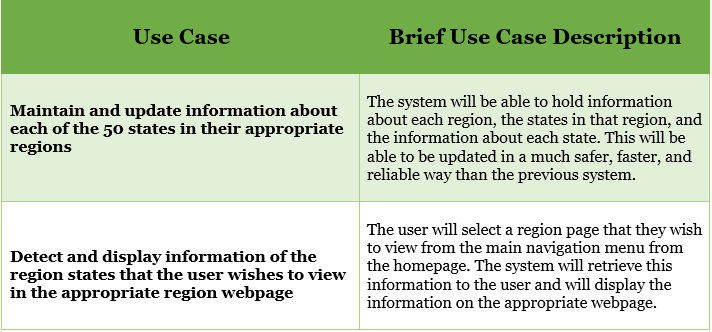 Use Case
Brief Use Case Description
Maintain and update information about
each of the 50 states in their appropriate
regions
The system will be able to hold information
about each region, the states in that region, and
the information about each state. This will be
able to be updated in a much safer, faster, and
reliable way than the previous system.
Detect and display information of the
region states that the user wishes to view
in the appropriate region webpage
The user will select a region page that they wish
to view from the main navigation menu from
the homepage. The system will retrieve this
information to the user and will display the
information on the appropriate webpage.